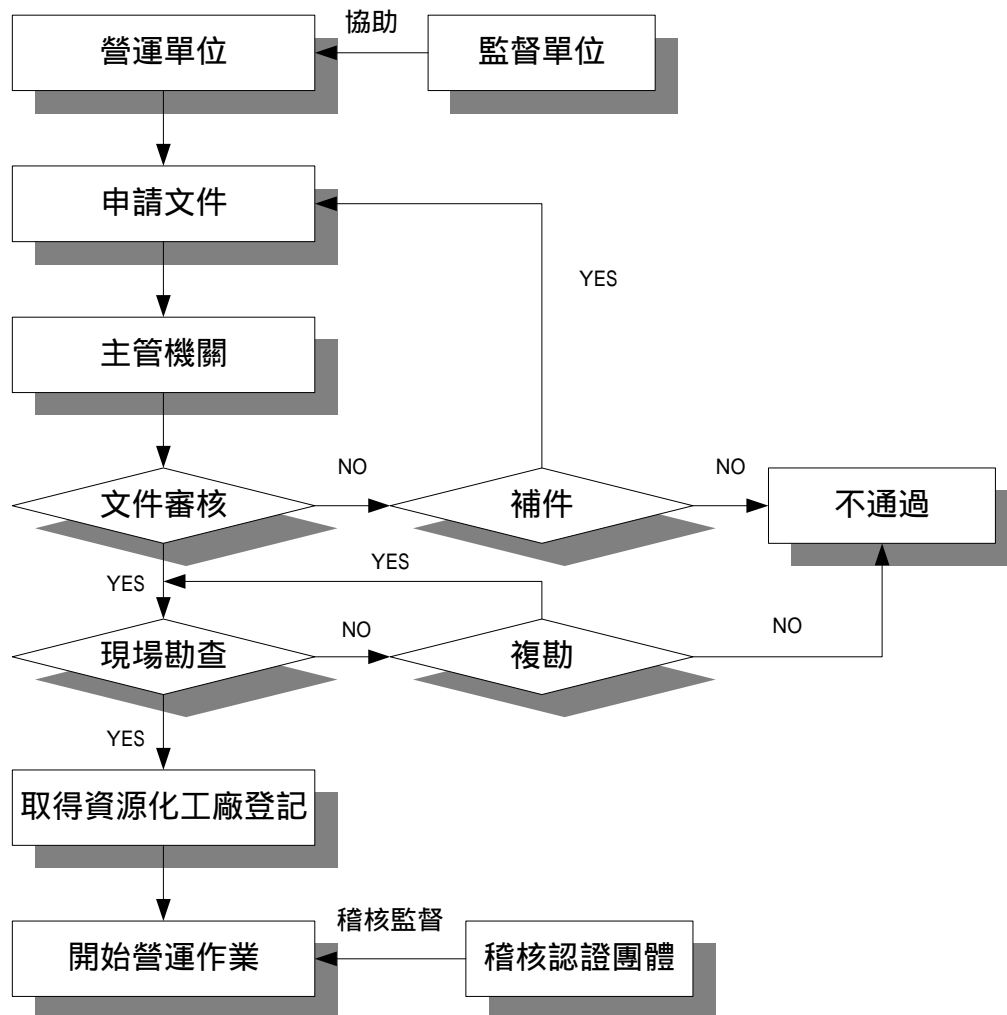 協助
營運單位
監督單位
申請文件
YES
主管機關
NO
NO
文件審核
補件
不通過
YES
YES
NO
NO
現場勘查
複勘
YES
取得資源化工廠登記
稽核監督
開始營運作業
稽核認證團體